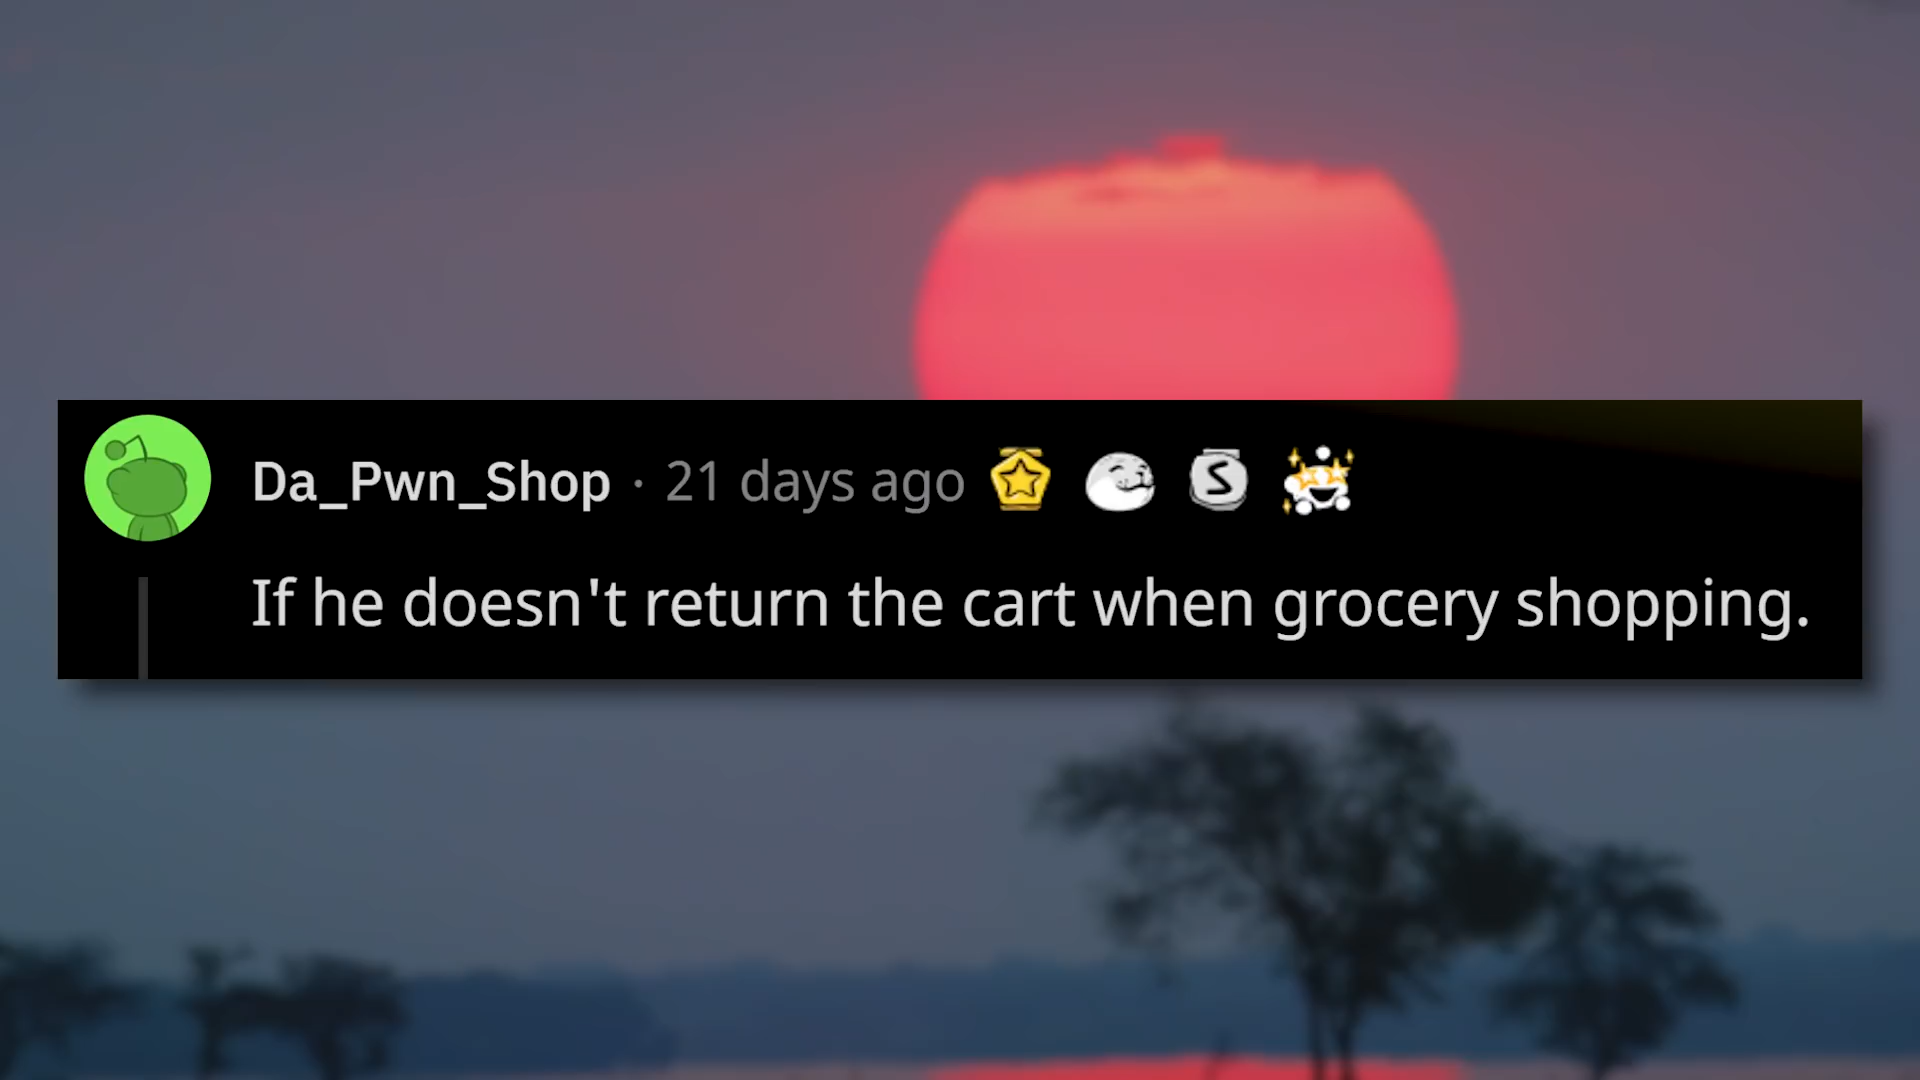 Da_Pwn_Shop · 21 days ago
If he doesn't return the cart when grocery shopping.